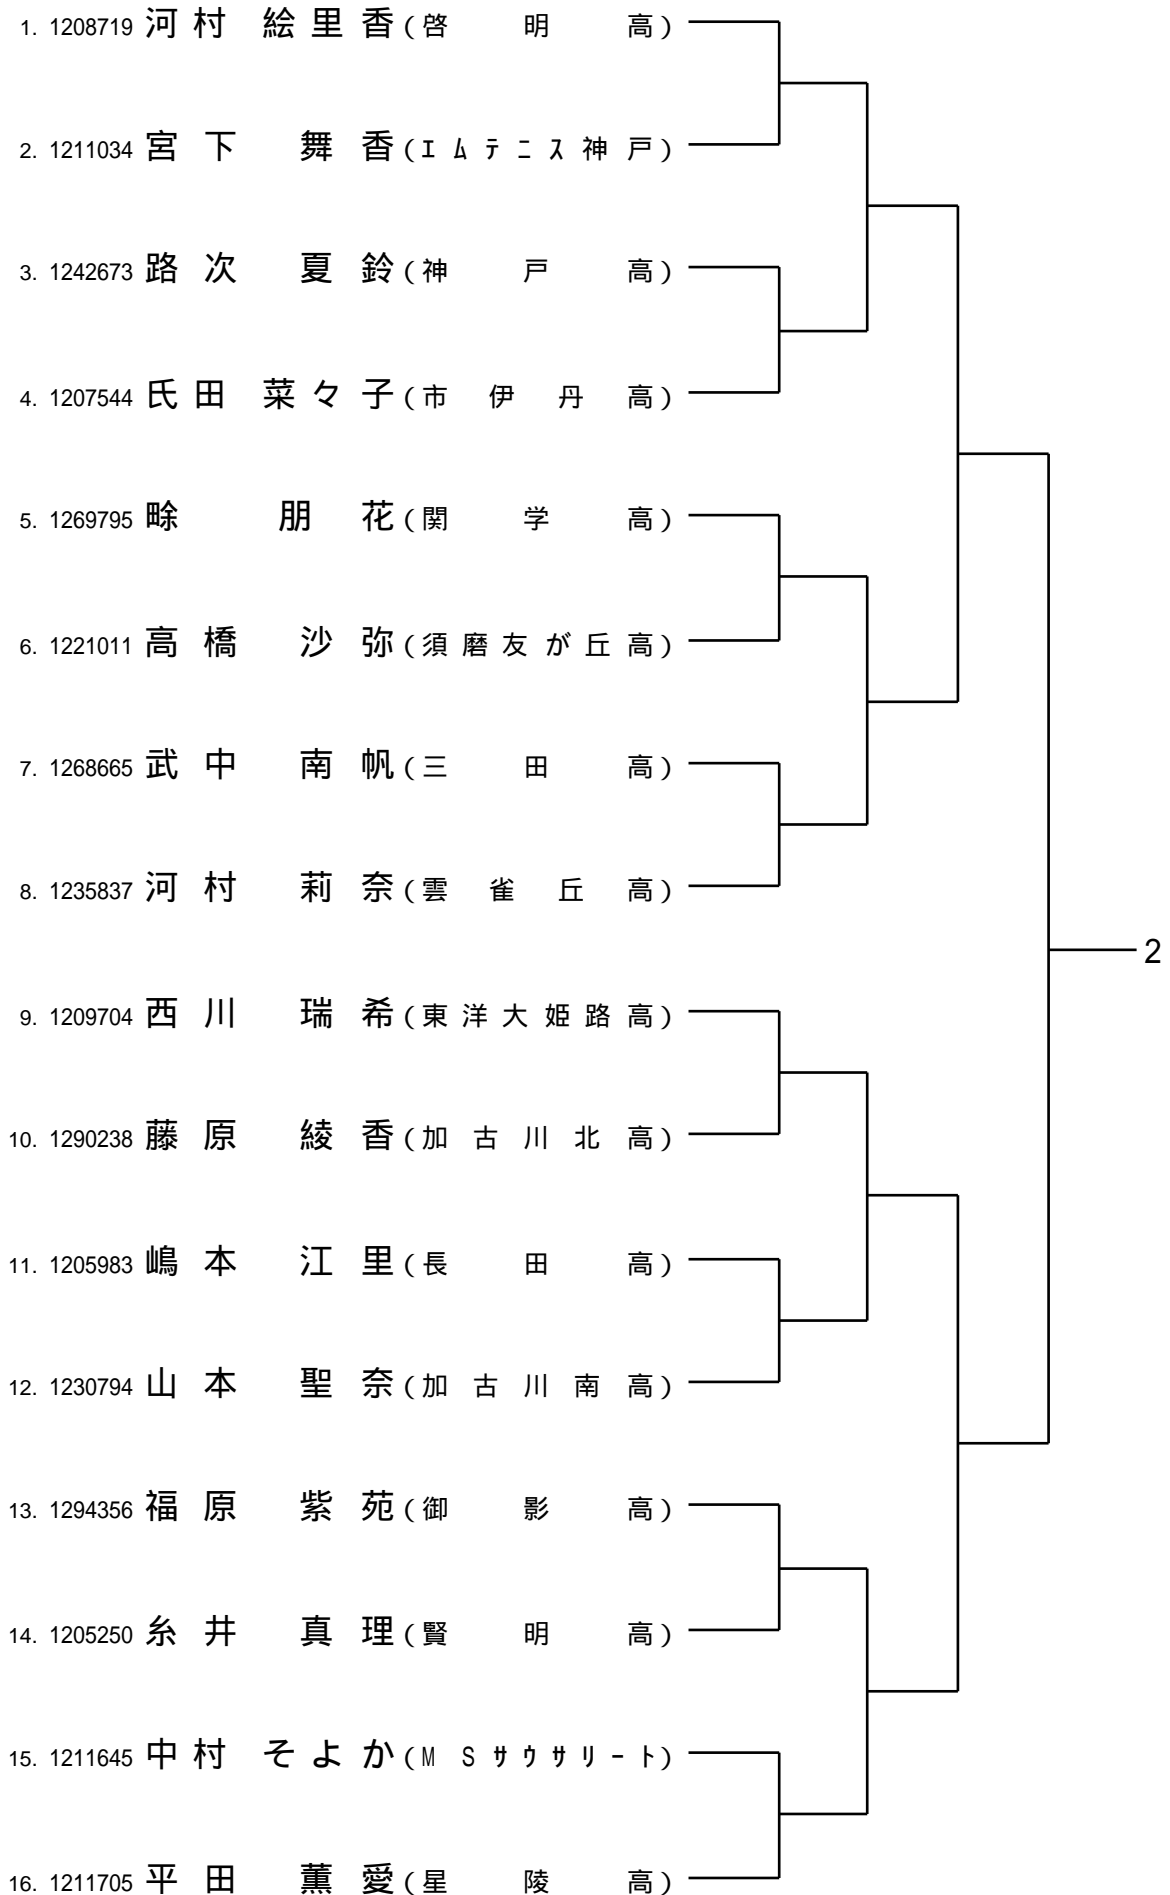 1. 1208719 河村 絵里香(啓明高)
2. 1211034 宮下 舞香(エムテニス神戸)
3. 1242673 路次 夏鈴(神戸高)
4. 1207544 氏田 菜々子(市伊丹高)
5. 1269795 畭 朋花(関学高)
6. 1221011 高橋 沙弥(須磨友が丘高)
7. 1268665 武中 南帆(三田高)
8. 1235837 河村 莉奈(雲雀丘高)
2
9. 1209704 西川 瑞希(東洋大姫路高)
10. 1290238 藤原 綾香(加古川北高)
11. 1205983 嶋本 江里(長田高)
12. 1230794 山本 聖奈(加古川南高)
13. 1294356 福原 紫苑(御影高)
14. 1205250 糸井 真理(賢明高)
15. 1211645 中村 そよか(MSサウサリート)
16. 1211705 平田 薫愛(星陵高)